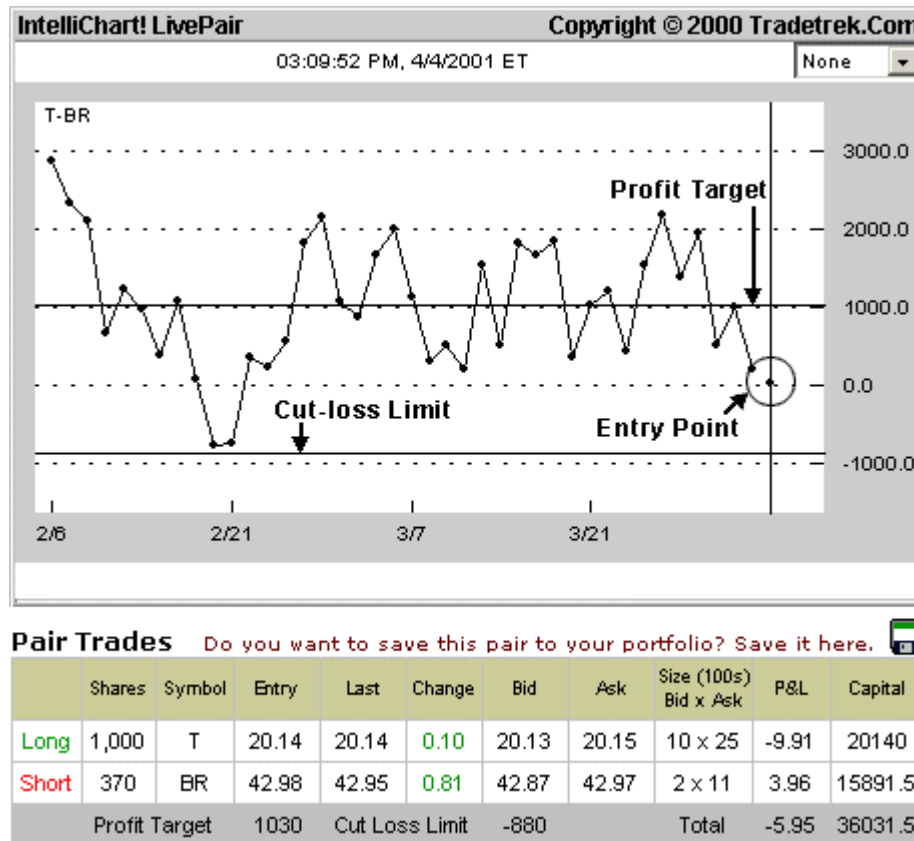 IntelliChart! LivePair Copyright © 2000 Tradetrek.Com
03:09:52 PM, 4/4/2001 ET None
T-BR
3000.0
Profit Target
2000.0
1000.0
0.0
Cut-loss Limit
Entry Point
-1000.0
2/6 2/21 3/7 3/21
Pair Trades Do you want to save this pair to your portfolio? Save it here.
Shares Symbol Entry Last Change Bid Ask Size (100s) Bid x Ask P&L Capital
Long 1,000 T 20.14 20.14 0.10 20.13 20.15 10 x 25 -9.91 20140
Short 370 BR 42.98 42.95 0.81 42.87 42.97 2 x 11 3.96 15891.5
Profit Target 1030 Cut Loss Limit -880 Total -5.95 36031.5